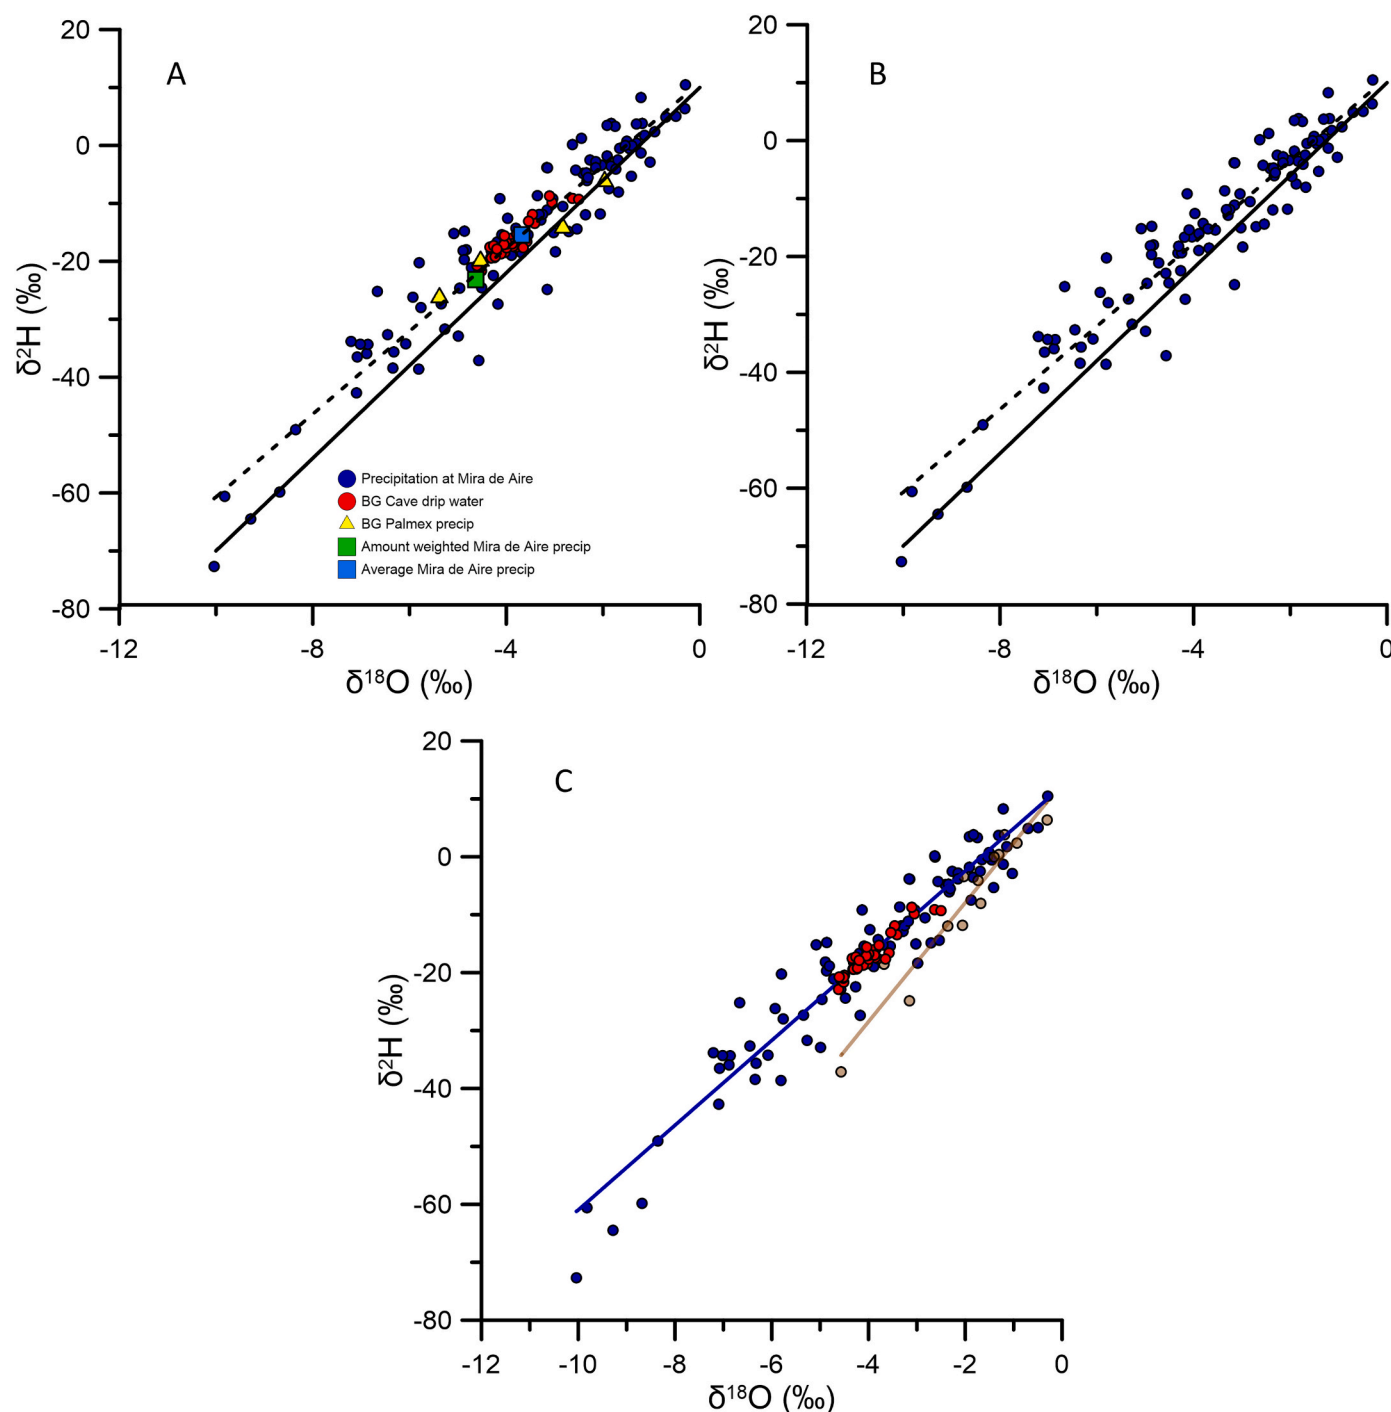 A
20
0
-20
-40
-60
-80
δ²H (‰)
Precipitation at Mira de Aire
BG Cave drip water
BG Palmex precip
Amount weighted Mira de Aire precip
Average Mira de Aire precip
-12
-8
-4
0
δ¹⁸O (‰)
B
20
0
-20
-40
-60
-80
δ²H (‰)
-12
-8
-4
0
δ¹⁸O (‰)
C
20
0
-20
-40
-60
-80
δ²H (‰)
-12
-10
-8
-6
-4
-2
0
δ¹⁸O (‰)